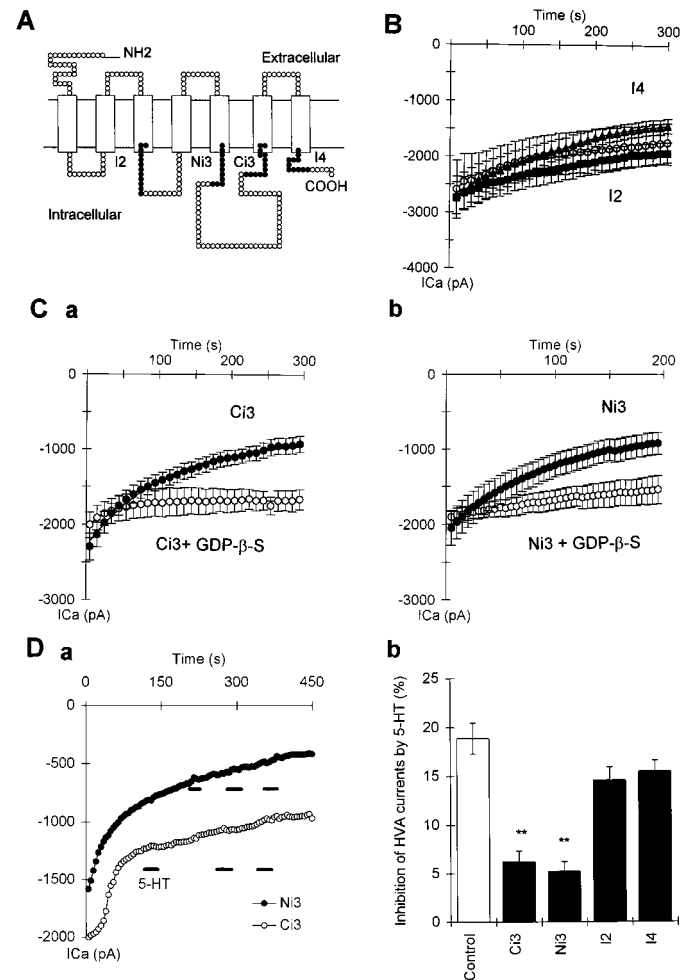 A
NH2
Extracellular
I2
Ni3
Ci3
I4
COOH
Intracellular
B
Time (s)
100 200 300
0
-1000
-2000
-3000
-4000
I4
I2
ICa (pA)
C a
Time (s)
100 200 300
0
-1000
-2000
-3000
Ci3
Ci3+ GDP-β-S
ICa (pA)
b
Time (s)
100 200
0
-1000
-2000
-3000
Ni3
Ni3 + GDP-β-S
ICa (pA)
D a
Time (s)
0 150 300 450
0
-500
-1000
-1500
-2000
5-HT
Ni3
Ci3
ICa (pA)
b
Inhibition of HVA currents by 5-HT (%)
25
20
15
10
5
0
** **
Control
Ci3
Ni3
I2
I4